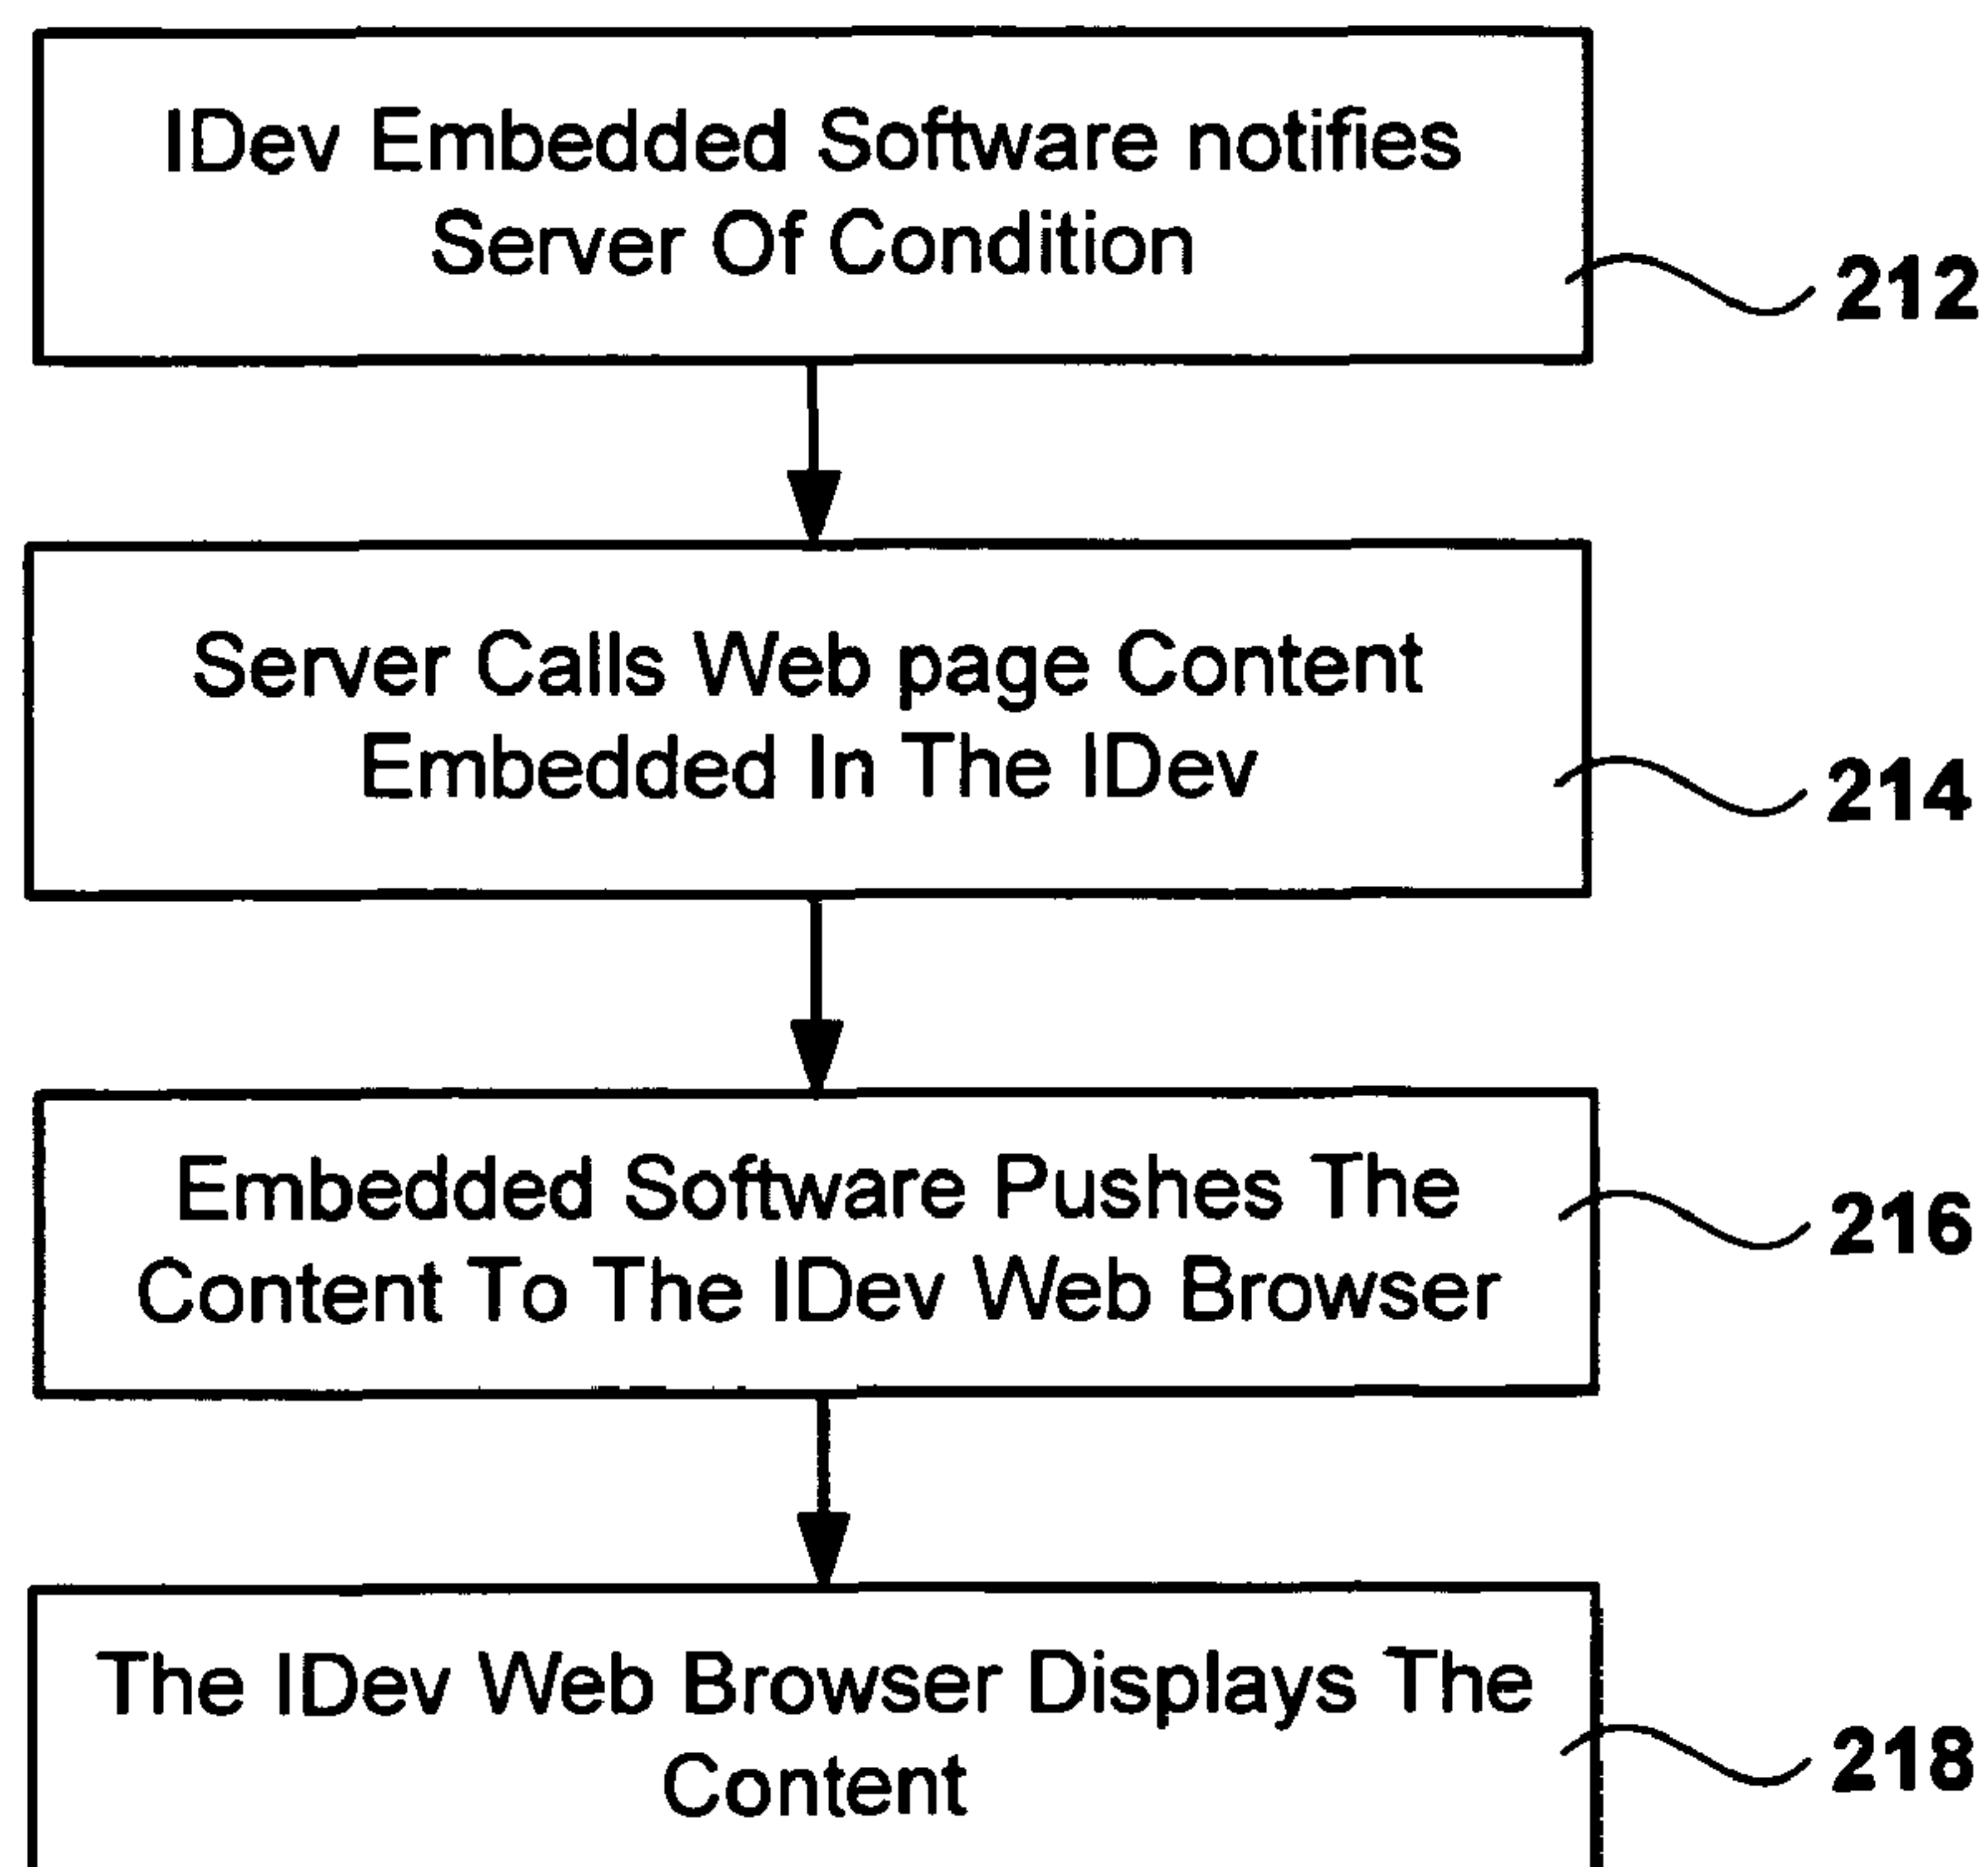 IDev Embedded Software notifies
Server Of Condition
212
Server Calls Web page Content
Embedded In The IDev
214
Embedded Software Pushes The
Content To The IDev Web Browser
216
The IDev Web Browser Displays The
Content
218